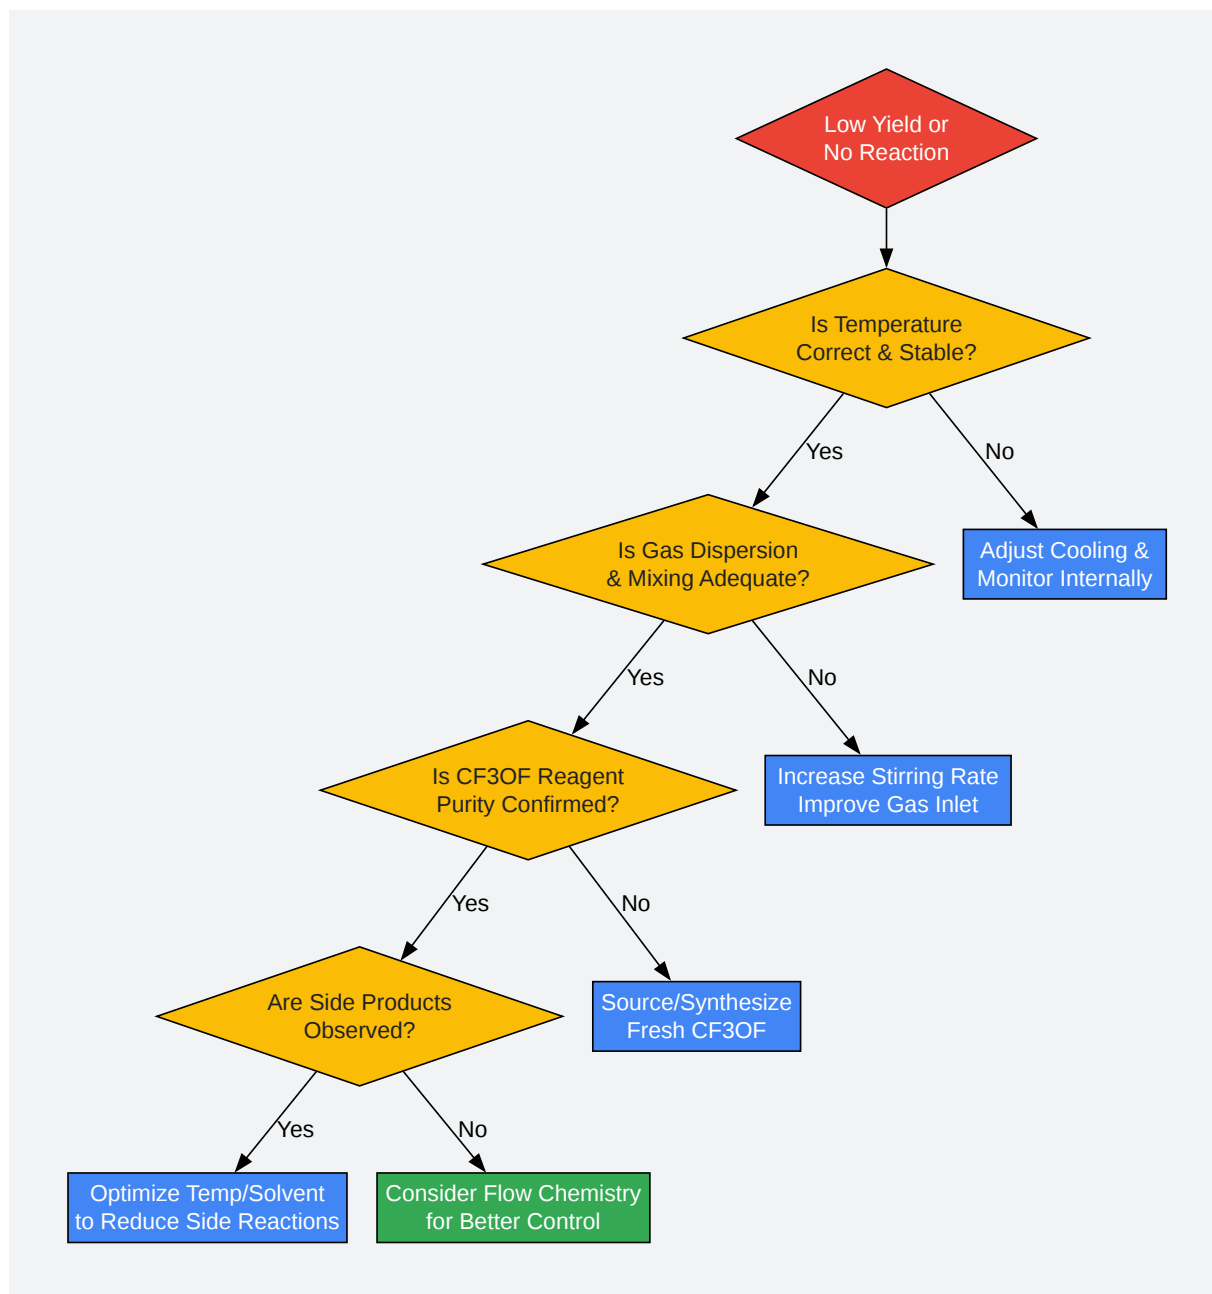 Low Yield or
No Reaction
Is Temperature
Correct & Stable?
Yes
No
Is Gas Dispersion
& Mixing Adequate?
Adjust Cooling &
Monitor Internally
Yes
No
Is CF3OF Reagent
Purity Confirmed?
Increase Stirring Rate
Improve Gas Inlet
Yes
No
Are Side Products
Observed?
Source/Synthesize
Fresh CF3OF
Yes
No
Optimize Temp/Solvent
to Reduce Side Reactions
Consider Flow Chemistry
for Better Control